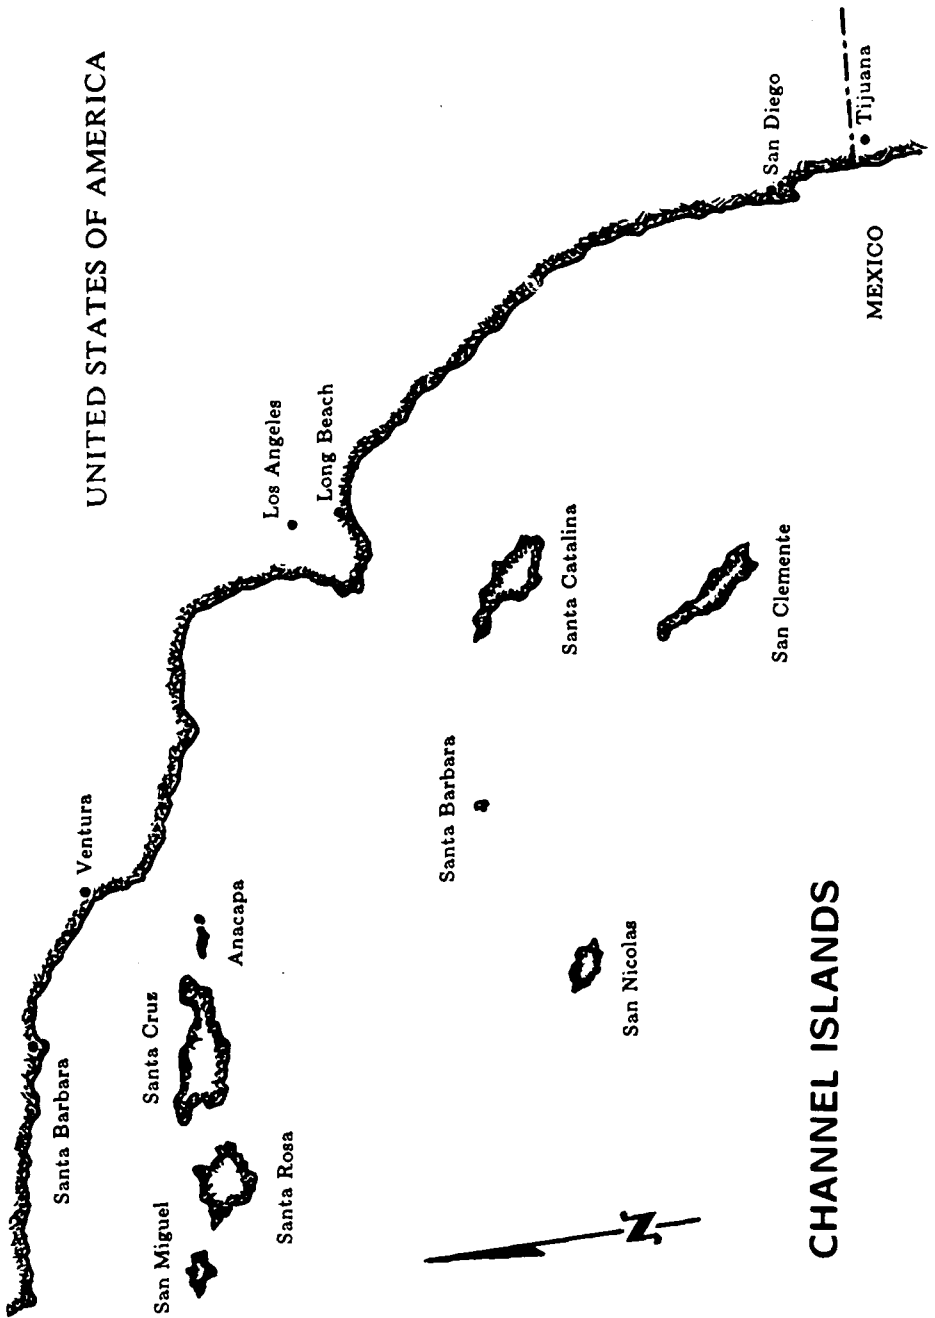 UNITED STATES OF AMERICA
Santa Barbara
Ventura
San Miguel
Santa Rosa
Santa Cruz
Anacapa
Los Angeles
Long Beach
Santa Barbara
Santa Catalina
San Nicolas
San Clemente
San Diego
Tijuana
MEXICO
N
CHANNEL ISLANDS